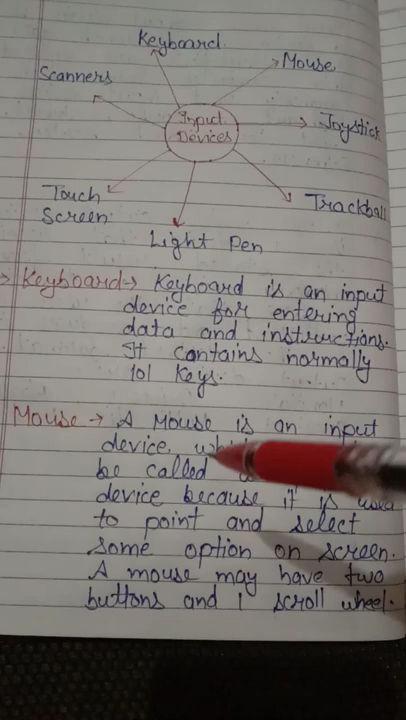 Keyboard
Mouse
Scanners
Input
Devices
Joystick
Touch
Screen
Trackball
Light Pen
Keyboard → Keyboard is an input
device for entering
data and instructions.
It contains normally
101 Keys.
Mouse → A Mouse is an input
device
be called
device because it is used
to point and select
some option on screen.
A mouse may have two
buttons and 1 scroll wheel.